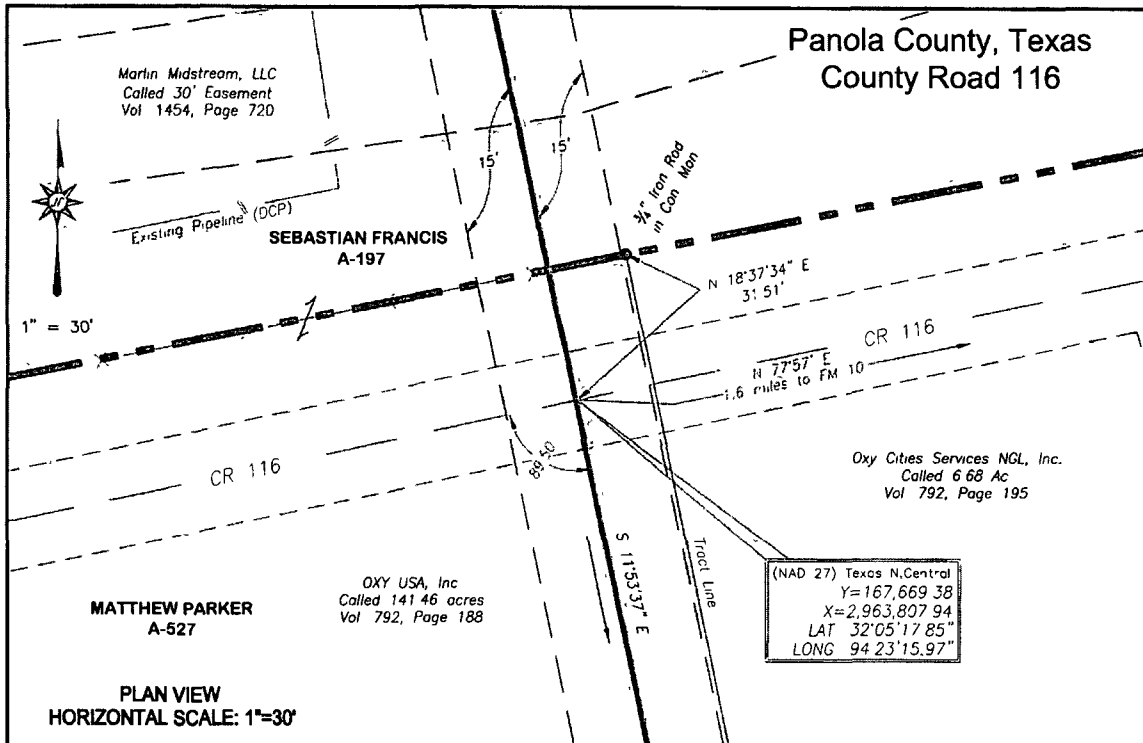 Panola County, Texas
County Road 116
Martin Midstream, LLC
Called 30' Easement
Vol 1454, Page 720
15'
15'
3/4" Iron Rod
in Con Mon
Existing Pipeline (DCP)
SEBASTIAN FRANCIS
A-197
N
1" = 30'
N 18°37'34" E
31 51'
CR 116
N 77°57' E
1.6 miles to FM 10
CR 116
89 50
Oxy Cities Services NGL, Inc.
Called 6 68 Ac
Vol 792, Page 195
S 11°53'37" E
Tract Line
OXY USA, Inc
Called 141 46 acres
Vol 792, Page 188
MATTHEW PARKER
A-527
(NAD 27) Texas N.Central
Y=167,669 38
X=2,963,807 94
LAT 32°05'17 85"
LONG 94 23'15.97"
PLAN VIEW
HORIZONTAL SCALE: 1"=30'